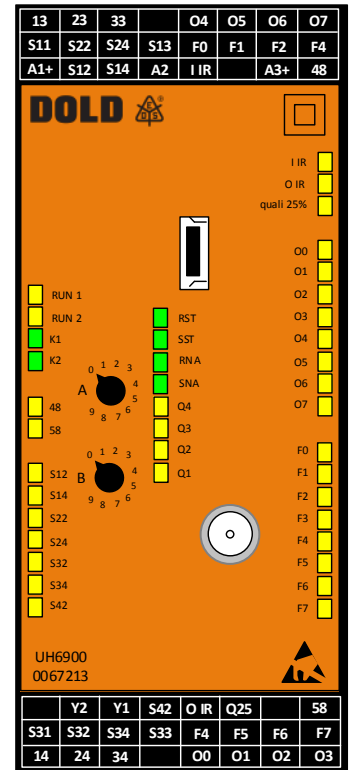 13 23 33 O4 O5 O6 O7
S11 S22 S24 S13 F0 F1 F2 F4
A1+ S12 S14 A2 I IR A3+ 48
DOLD
E D S
®
I IR
O IR
quali 25%
O0
O1
O2
O3
O4
O5
O6
O7
RUN 1
RUN 2
K1
K2
RST
SST
RNA
SNA
Q4
Q3
Q2
Q1
A
0 1 2 3 4 5 6 7 8 9
48
58
B
0 1 2 3 4 5 6 7 8 9
S12
S14
S22
S24
S32
S34
S42
F0
F1
F2
F3
F4
F5
F6
F7
UH6900
0067213
Y2 Y1 S42 O IR Q25 58
S31 S32 S34 S33 F4 F5 F6 F7
14 24 34 O0 O1 O2 O3